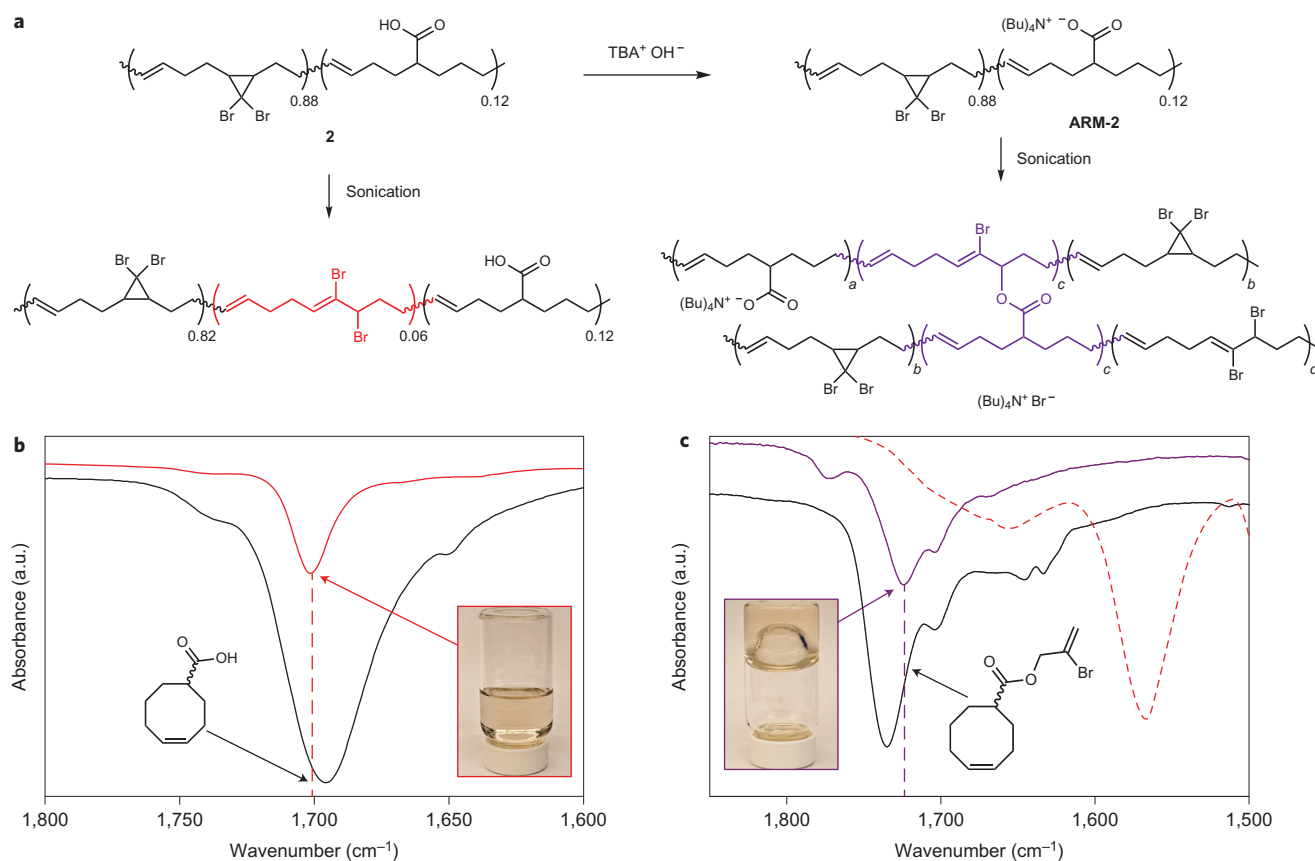 a
HO
O
0.88
0.12
Br Br
2
TBA⁺ OH⁻
(Bu)₄N⁺ ⁻O
O
0.88
0.12
Br Br
ARM-2
Sonication
Sonication
Br Br
Br
HO
O
Br
0.82
0.06
0.12
Br
Br Br
(Bu)₄N⁺ ⁻O
O
a
c
b
O
O
Br
Br Br
b
c
Br
d
(Bu)₄N⁺ Br⁻
b
Absorbance (a.u.)
O
OH
1,800 1,750 1,700 1,650 1,600
Wavenumber (cm⁻¹)
c
Absorbance (a.u.)
O
O
Br
1,800 1,700 1,600 1,500
Wavenumber (cm⁻¹)